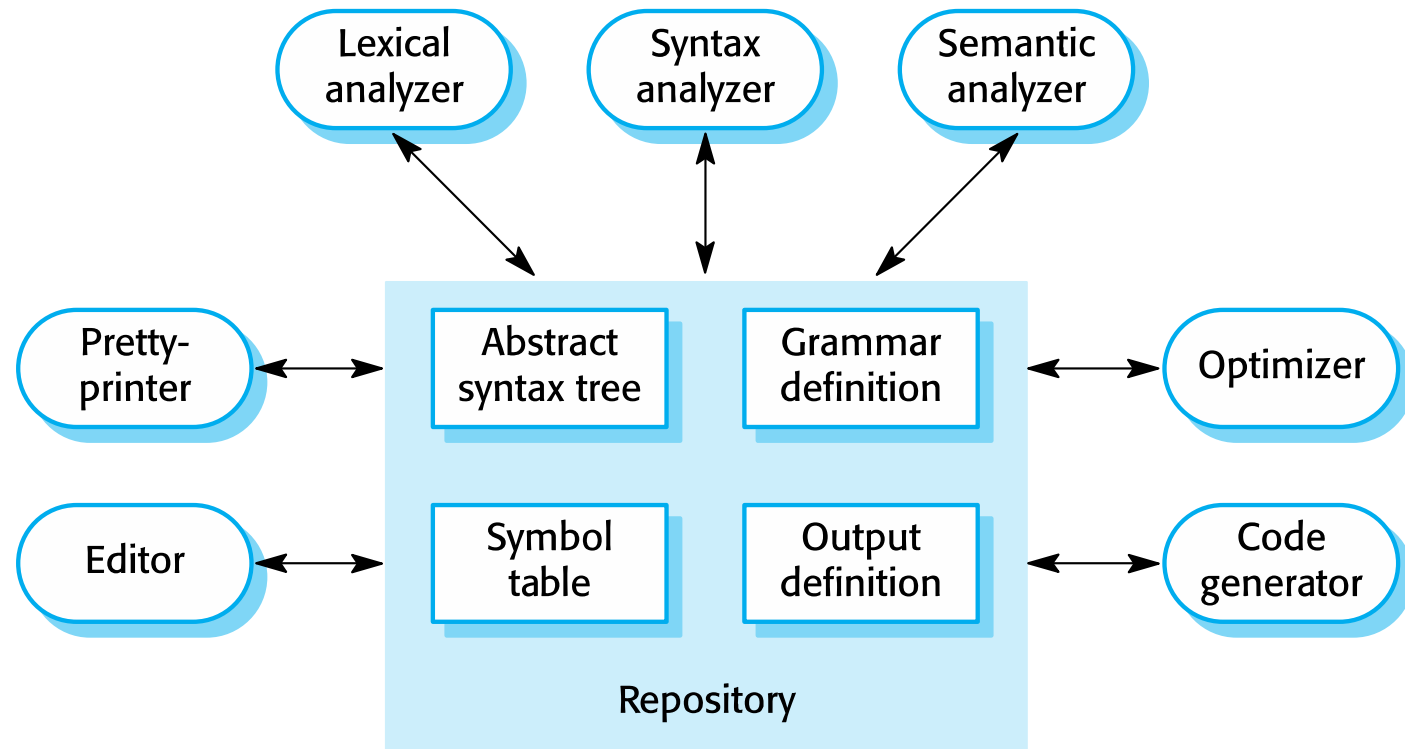 Lexical
analyzer
Syntax
analyzer
Semantic
analyzer
Pretty-
printer
Abstract
syntax tree
Grammar
definition
Optimizer
Editor
Symbol
table
Output
definition
Code
generator
Repository